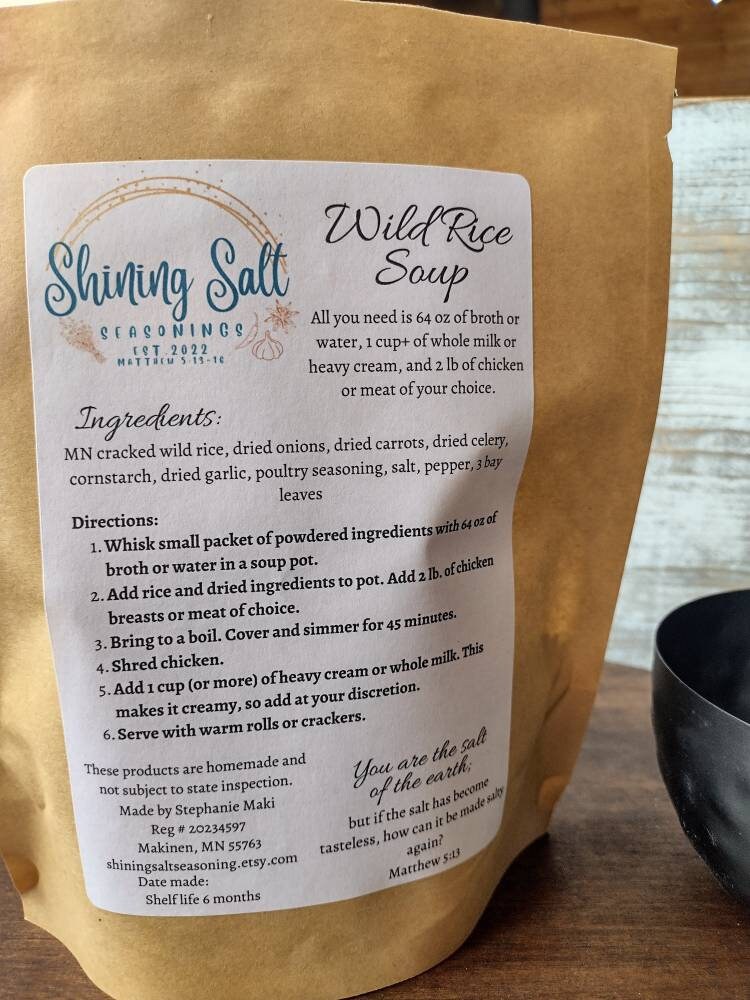 Shining Salt
SEASONINGS
EST. 2022
MATTHEW 5:13-16
Wild Rice
Soup
All you need is 64 oz of broth or
water, 1 cup+ of whole milk or
heavy cream, and 2 lb of chicken
or meat of your choice.
Ingredients:
MN cracked wild rice, dried onions, dried carrots, dried celery,
cornstarch, dried garlic, poultry seasoning, salt, pepper, 3 bay
leaves
Directions:
1. Whisk small packet of powdered ingredients with 64 oz of
broth or water in a soup pot.
2. Add rice and dried ingredients to pot. Add 2 lb. of chicken
breasts or meat of choice.
3. Bring to a boil. Cover and simmer for 45 minutes.
4. Shred chicken.
5. Add 1 cup (or more) of heavy cream or whole milk. This
makes it creamy, so add at your discretion.
6. Serve with warm rolls or crackers.
These products are homemade and
not subject to state inspection.
Made by Stephanie Maki
Reg # 20234597
Makinen, MN 55763
shiningsaltseasoning.etsy.com
Date made:
Shelf life 6 months
You are the salt
of the earth;
but if the salt has become
tasteless, how can it be made salty
again?
Matthew 5:13